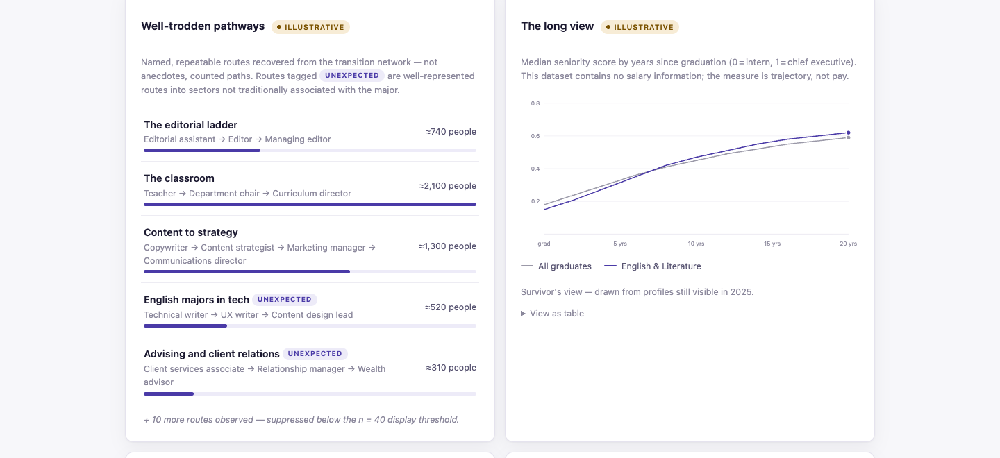 Well-trodden pathways
ILLUSTRATIVE
Named, repeatable routes recovered from the transition network — not
anecdotes, counted paths. Routes tagged UNEXPECTED are well-represented
routes into sectors not traditionally associated with the major.
The editorial ladder
Editorial assistant → Editor → Managing editor
≈740 people
The classroom
Teacher → Department chair → Curriculum director
≈2,100 people
Content to strategy
Copywriter → Content strategist → Marketing manager →
Communications director
≈1,300 people
English majors in tech UNEXPECTED
Technical writer → UX writer → Content design lead
≈520 people
Advising and client relations UNEXPECTED
Client services associate → Relationship manager → Wealth
advisor
≈310 people
+ 10 more routes observed — suppressed below the n = 40 display threshold.
The long view
ILLUSTRATIVE
Median seniority score by years since graduation (0 = intern, 1 = chief executive).
This dataset contains no salary information; the measure is trajectory, not pay.
0.8
0.6
0.4
0.2
grad 5 yrs 10 yrs 15 yrs 20 yrs
All graduates English & Literature
Survivor's view — drawn from profiles still visible in 2025.
▶ View as table